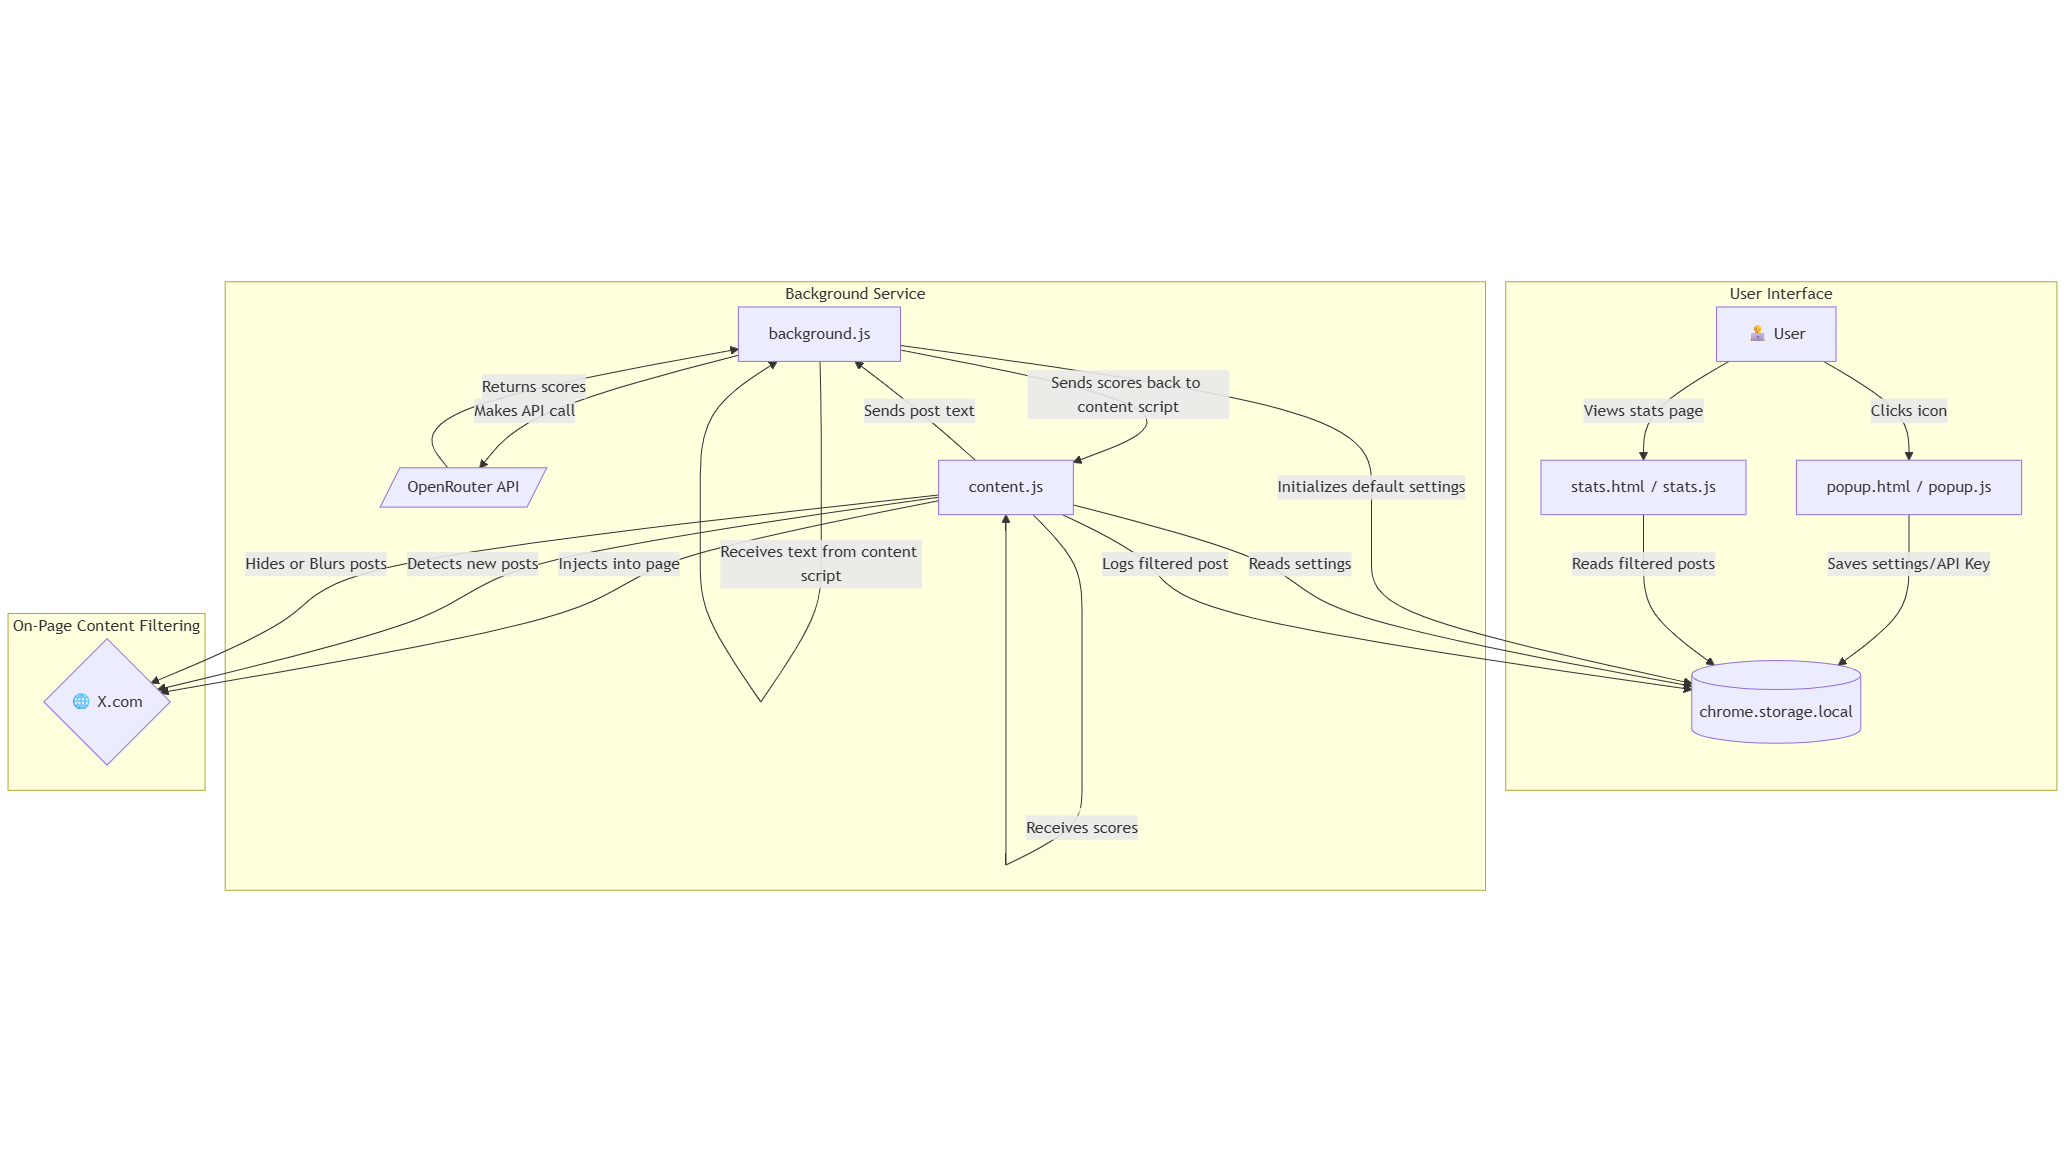 Background Service
User Interface
background.js
User
Returns scores
Makes API call
Sends post text
Sends scores back to
content script
Views stats page
Clicks icon
OpenRouter API
content.js
Initializes default settings
stats.html / stats.js
popup.html / popup.js
Hides or Blurs posts
Detects new posts
Injects into page
Receives text from content
script
Logs filtered post
Reads settings
Reads filtered posts
Saves settings/API Key
On-Page Content Filtering
X.com
chrome.storage.local
Receives scores